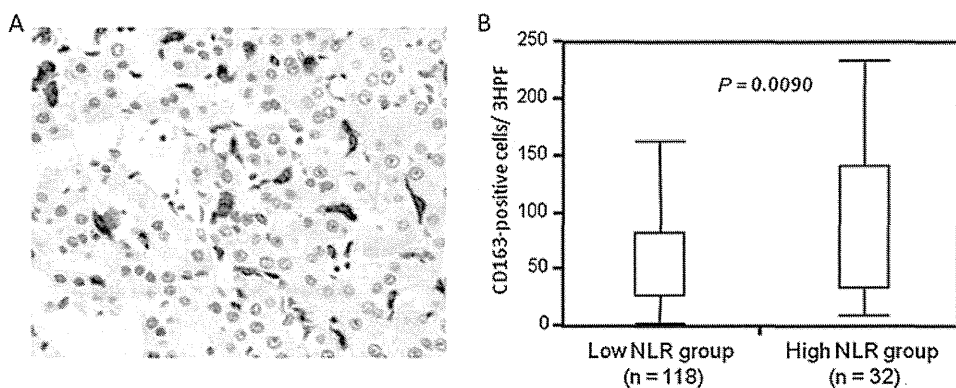 A
B
CD163-positive cells/ 3HPF
250
200
150
100
50
0
P = 0.0090
Low NLR group
(n = 118)
High NLR group
(n = 32)